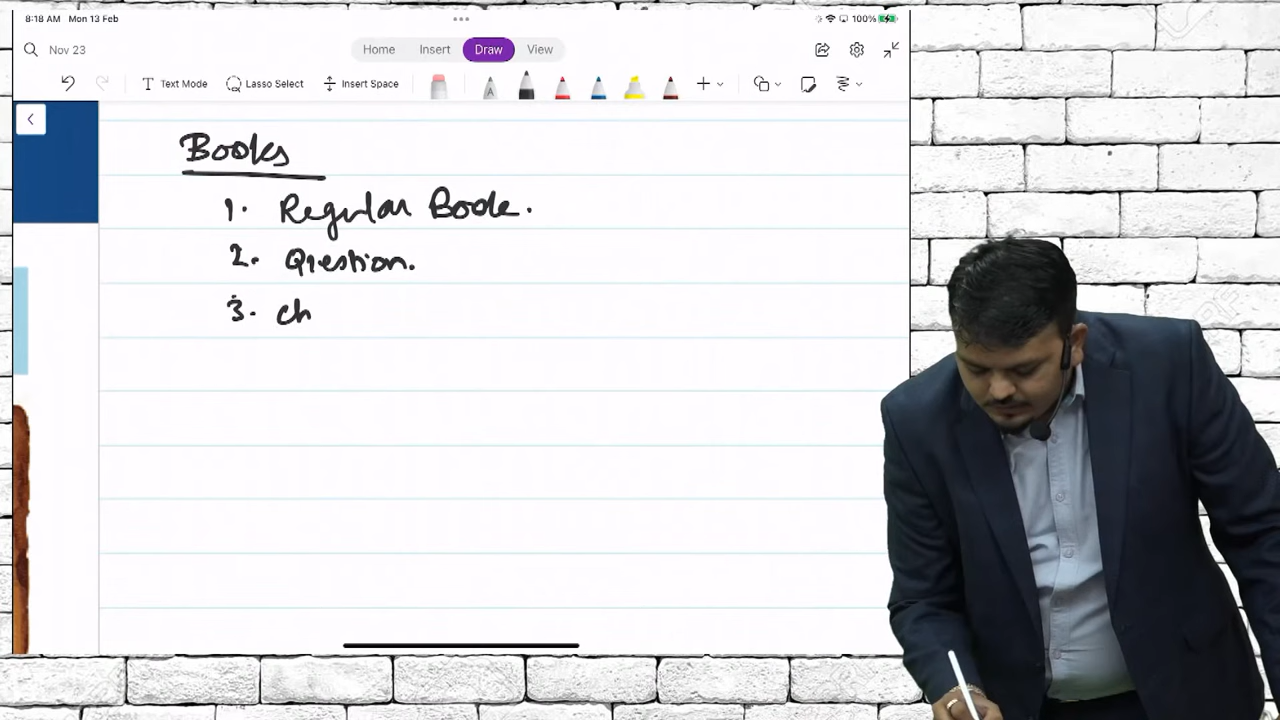 8:18 AM Mon 13 Feb
100%
Nov 23
Home Insert Draw View
Text Mode Lasso Select Insert Space
Books
1. Regular Book.
2. Question.
3. Ch